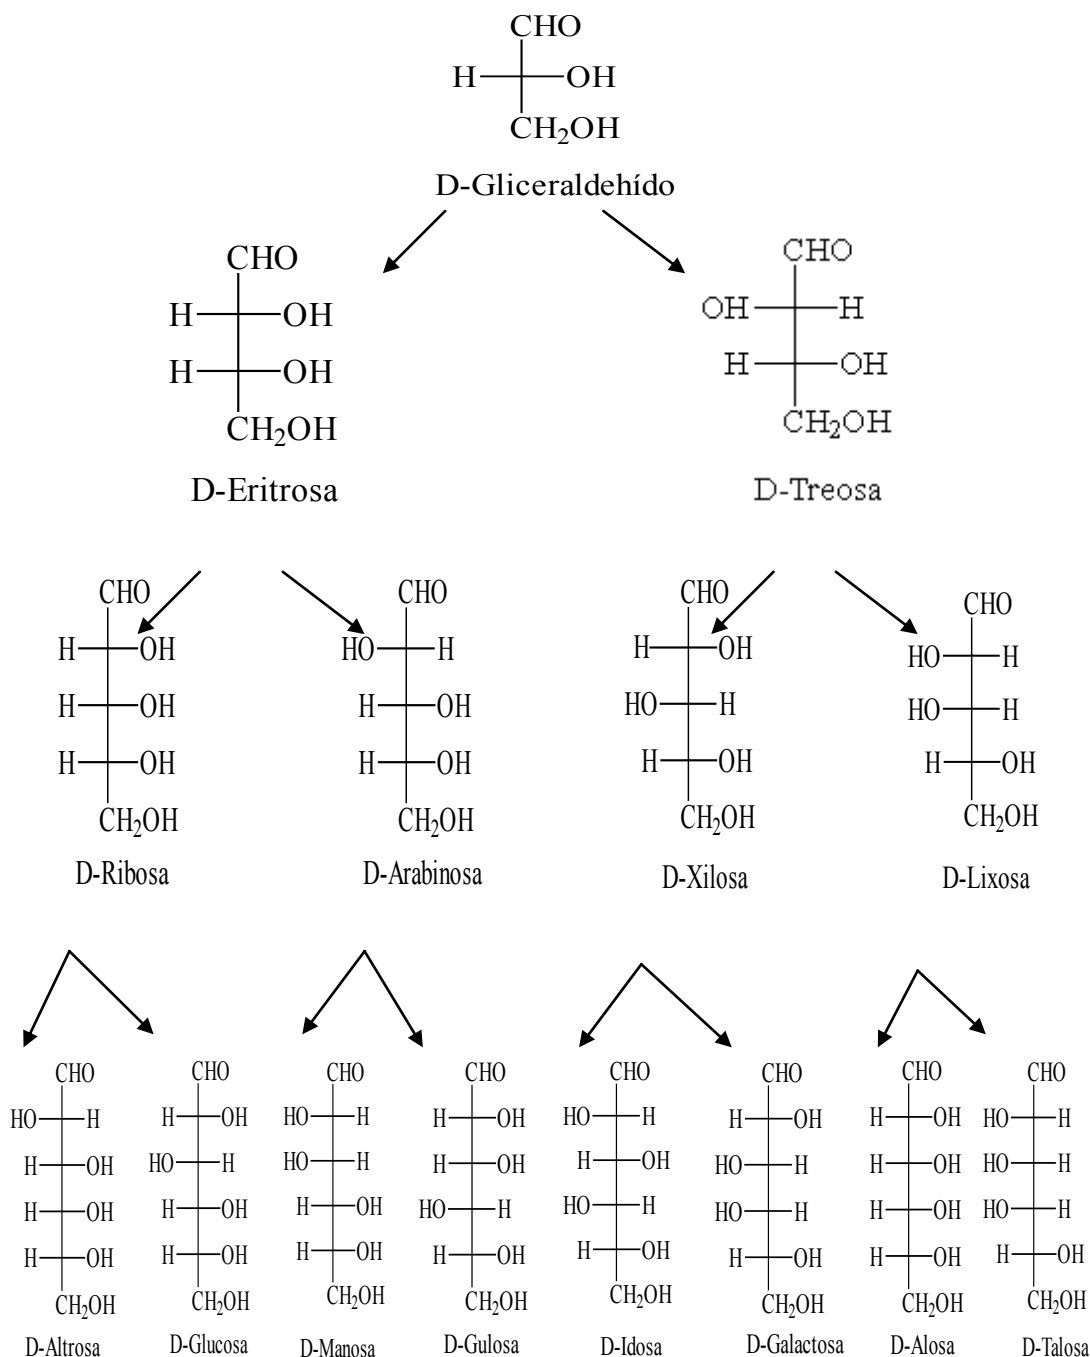 CHO
H OH
CH₂OH
D-Gliceraldehído
CHO
H OH
H OH
CH₂OH
D-Eritrosa
CHO
OH H
H OH
CH₂OH
D-Treosa
CHO
H OH
H OH
H OH
CH₂OH
D-Ribosa
CHO
HO H
H OH
H OH
CH₂OH
D-Arabinosa
CHO
H OH
HO H
H OH
CH₂OH
D-Xilosa
CHO
HO H
HO H
H OH
CH₂OH
D-Lixosa
CHO
HO H
H OH
H OH
H OH
CH₂OH
D-Altrosa
CHO
H OH
HO H
H OH
H OH
CH₂OH
D-Glucosa
CHO
HO H
HO H
H OH
H OH
CH₂OH
D-Manosa
CHO
H OH
H OH
HO H
H OH
CH₂OH
D-Gulosa
CHO
HO H
H OH
HO H
H OH
CH₂OH
D-Idosa
CHO
H OH
HO H
HO H
H OH
CH₂OH
D-Galactosa
CHO
H OH
H OH
H OH
H OH
CH₂OH
D-Alosa
CHO
HO H
HO H
HO H
H OH
CH₂OH
D-Talosa